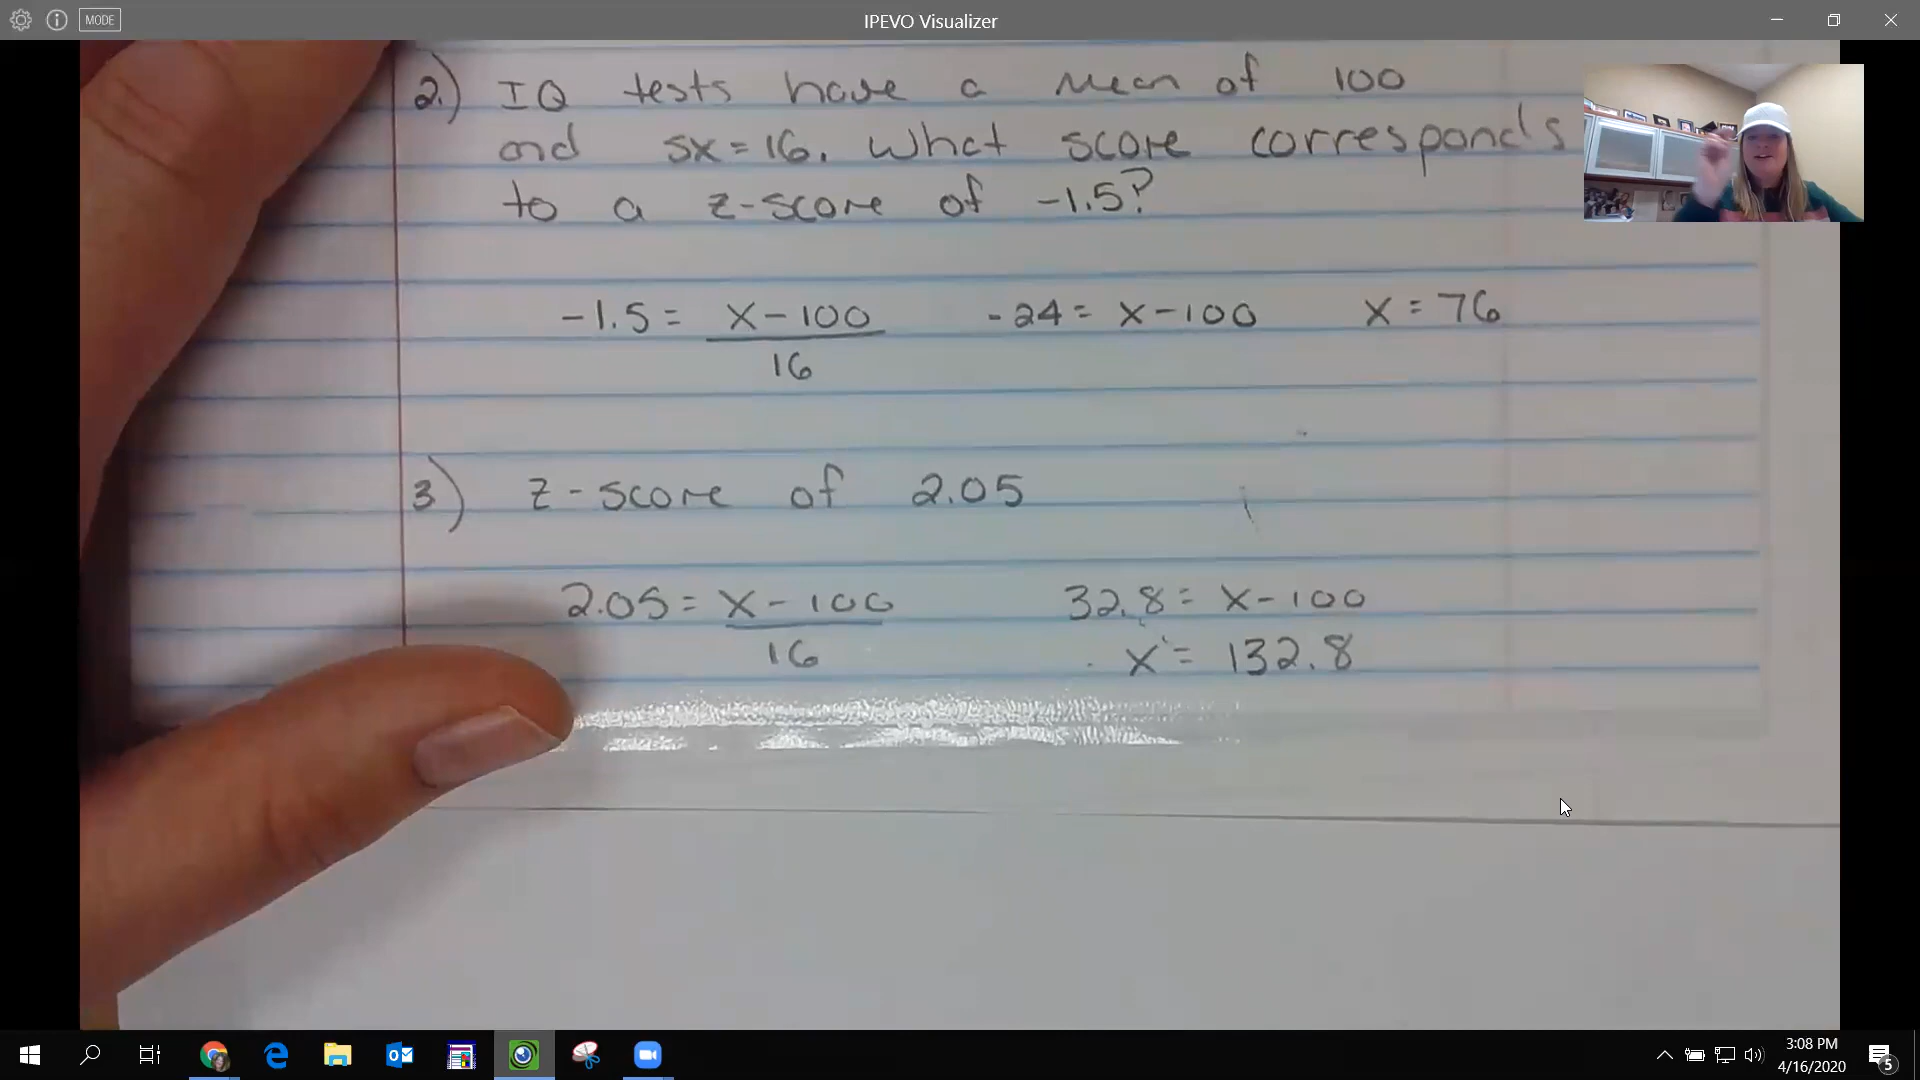 MODE
IPEVO Visualizer
2.) IQ tests have a mean of 100
and sx = 16. What score corresponds
to a z-score of -1.5?
-1.5 = x - 100 -24 = x - 100 x = 76
16
3) z-score of 2.05
2.05 = x - 100 32.8 = x - 100
16 x = 132.8
3:08 PM
4/16/2020
5